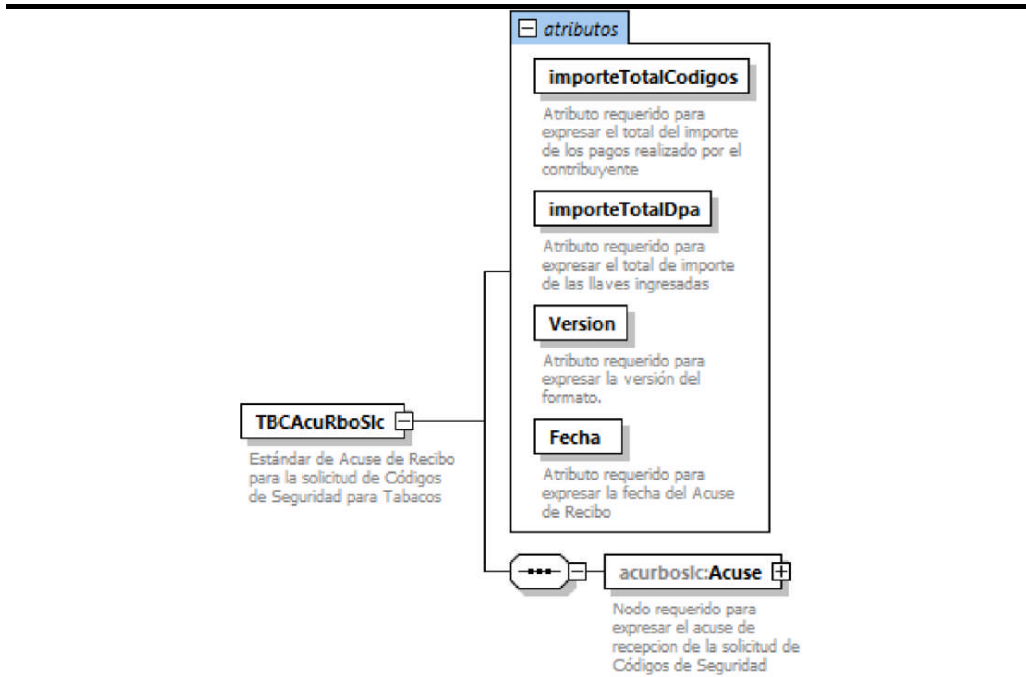 atributos
importeTotalCodigos
Atributo requerido para
expresar el total del importe
de los pagos realizado por el
contribuyente
importeTotalDpa
Atributo requerido para
expresar el total de importe
de las llaves ingresadas
Version
Atributo requerido para
expresar la versión del
formato.
Fecha
Atributo requerido para
expresar la fecha del Acuse
de Recibo
TBCAcuRboSlc
Estándar de Acuse de Recibo
para la solicitud de Códigos
de Seguridad para Tabacos
acurboslc:Acuse
Nodo requerido para
expresar el acuse de
recepcion de la solicitud de
Códigos de Seguridad